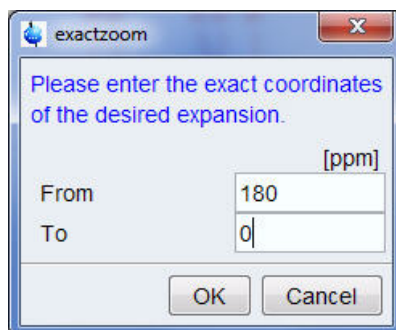 exactzoom
Please enter the exact coordinates
of the desired expansion.
[ppm]
From 180
To 0
OK Cancel